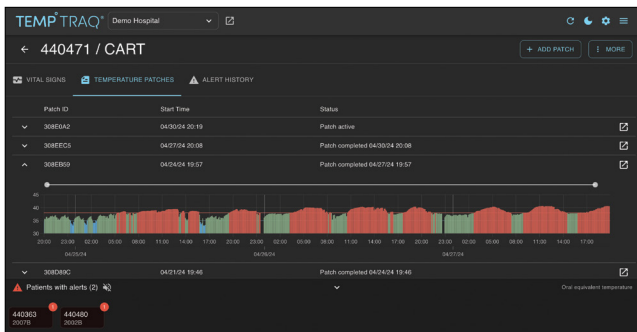 TEMP°TRAQ® Demo Hospital
440471 / CART
+ ADD PATCH
MORE
VITAL SIGNS TEMPERATURE PATCHES ALERT HISTORY
Patch ID Start Time Status
308E0A2 04/30/24 20:19 Patch active
308EEC5 04/27/24 20:08 Patch completed 04/30/24 20:08
308EB59 04/24/24 19:57 Patch completed 04/27/24 19:57
45
40
35
30
20:00 23:00 02:00 05:00 08:00 11:00 14:00 17:00 20:00 23:00 02:00 05:00 08:00 11:00 14:00 17:00 20:00 23:00 02:00 05:00 08:00 11:00 14:00 17:00
04/25/24 04/26/24 04/27/24
308D89C 04/21/24 19:46 Patch completed 04/24/24 19:46
Patients with alerts (2) Oral equivalent temperature
440363 1 440480 1
2007B 2002B